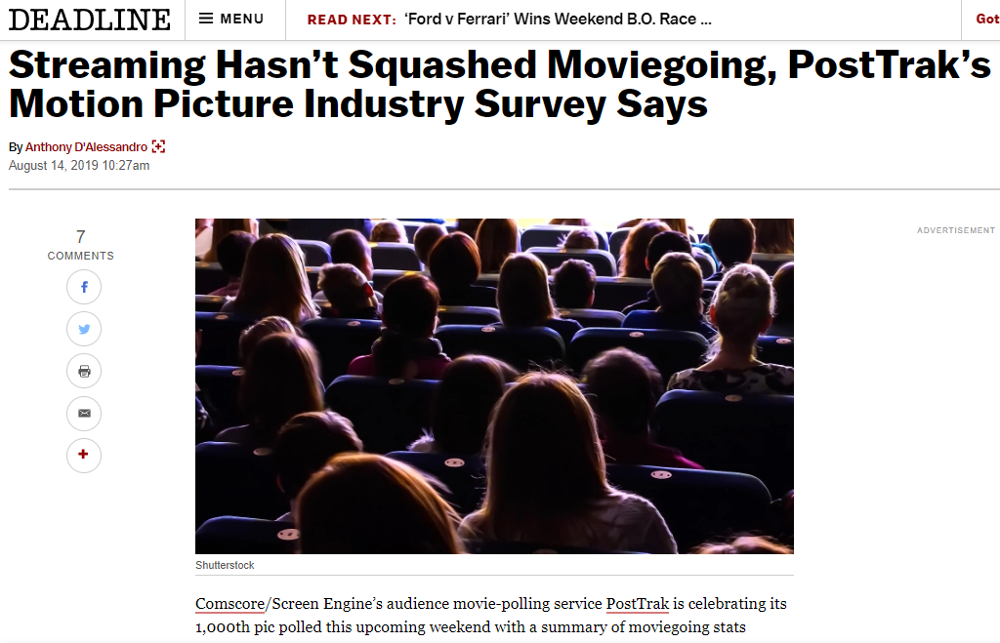 DEADLINE
MENU
READ NEXT: ‘Ford v Ferrari’ Wins Weekend B.O. Race ...
Got
Streaming Hasn’t Squashed Moviegoing, PostTrak’s
Motion Picture Industry Survey Says
By Anthony D'Alessandro
August 14, 2019 10:27am
7
COMMENTS
ADVERTISEMENT
Shutterstock
Comscore/Screen Engine’s audience movie-polling service PostTrak is celebrating its
1,000th pic polled this upcoming weekend with a summary of moviegoing stats